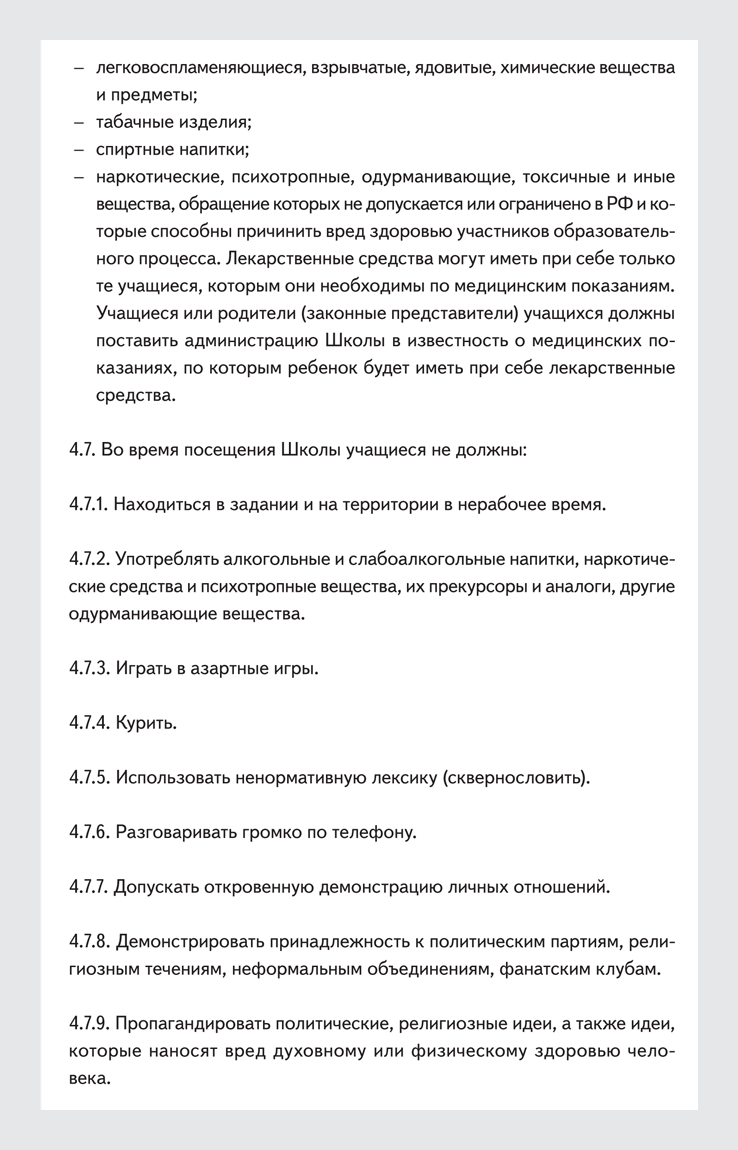 – легковоспламеняющиеся, взрывчатые, ядовитые, химические вещества
и предметы;
– табачные изделия;
– спиртные напитки;
– наркотические, психотропные, одурманивающие, токсичные и иные
вещества, обращение которых не допускается или ограничено в РФ и ко-
торые способны причинить вред здоровью участников образователь-
ного процесса. Лекарственные средства могут иметь при себе только
те учащиеся, которым они необходимы по медицинским показаниям.
Учащиеся или родители (законные представители) учащихся должны
поставить администрацию Школы в известность о медицинских по-
казаниях, по которым ребенок будет иметь при себе лекарственные
средства.
4.7. Во время посещения Школы учащиеся не должны:
4.7.1. Находиться в задании и на территории в нерабочее время.
4.7.2. Употреблять алкогольные и слабоалкогольные напитки, наркотиче-
ские средства и психотропные вещества, их прекурсоры и аналоги, другие
одурманивающие вещества.
4.7.3. Играть в азартные игры.
4.7.4. Курить.
4.7.5. Использовать ненормативную лексику (сквернословить).
4.7.6. Разговаривать громко по телефону.
4.7.7. Допускать откровенную демонстрацию личных отношений.
4.7.8. Демонстрировать принадлежность к политическим партиям, рели-
гиозным течениям, неформальным объединениям, фанатским клубам.
4.7.9. Пропагандировать политические, религиозные идеи, а также идеи,
которые наносят вред духовному или физическому здоровью чело-
века.